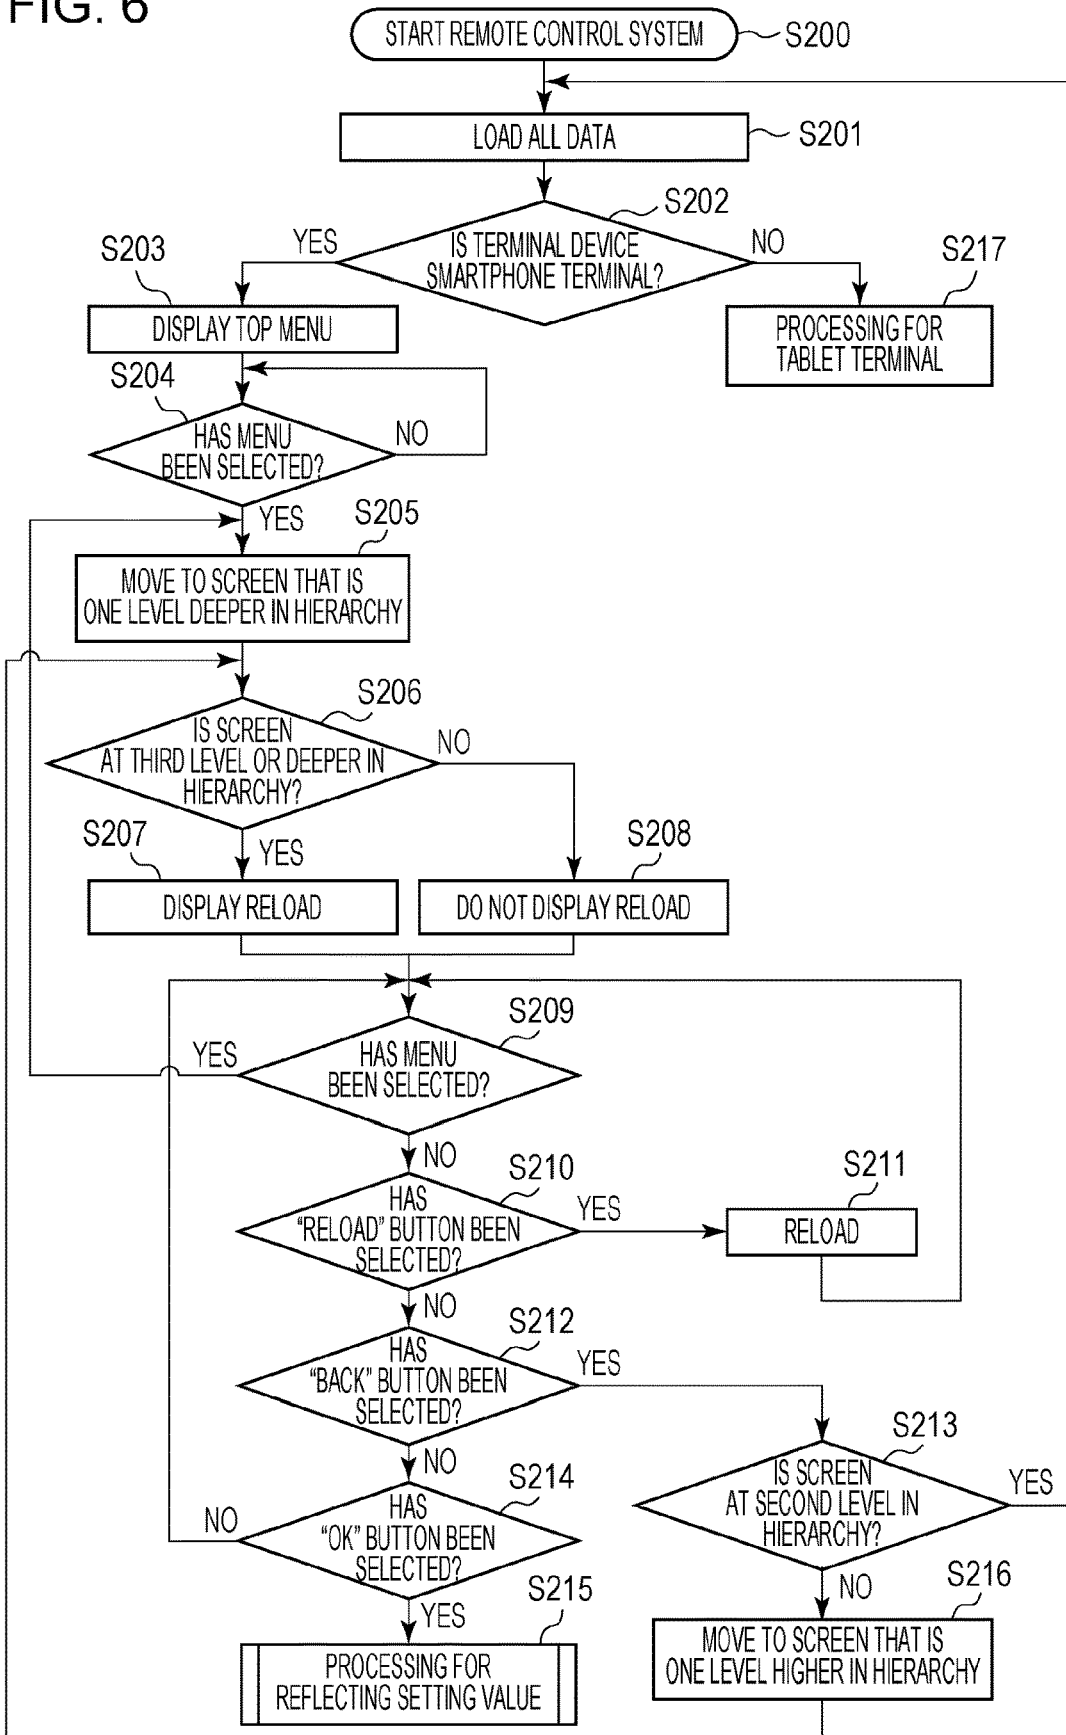 FIG. 6
START REMOTE CONTROL SYSTEM
S200
LOAD ALL DATA
S201
S202
IS TERMINAL DEVICE
SMARTPHONE TERMINAL?
YES
NO
S203
DISPLAY TOP MENU
S217
PROCESSING FOR
TABLET TERMINAL
S204
HAS MENU
BEEN SELECTED?
NO
YES
S205
MOVE TO SCREEN THAT IS
ONE LEVEL DEEPER IN HIERARCHY
S206
IS SCREEN
AT THIRD LEVEL OR DEEPER IN
HIERARCHY?
NO
YES
S207
DISPLAY RELOAD
S208
DO NOT DISPLAY RELOAD
S209
HAS MENU
BEEN SELECTED?
YES
NO
S210
HAS
“RELOAD” BUTTON BEEN
SELECTED?
YES
S211
RELOAD
NO
S212
HAS
“BACK” BUTTON BEEN
SELECTED?
YES
NO
S213
IS SCREEN
AT SECOND LEVEL IN
HIERARCHY?
YES
NO
S214
HAS
“OK” BUTTON BEEN
SELECTED?
NO
YES
S215
PROCESSING FOR
REFLECTING SETTING VALUE
S216
MOVE TO SCREEN THAT IS
ONE LEVEL HIGHER IN HIERARCHY